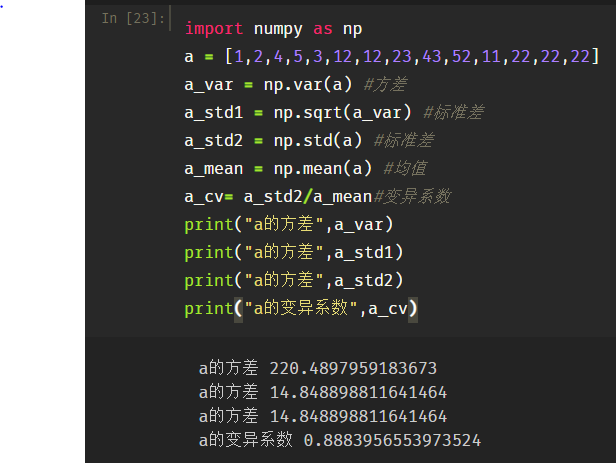 In [23]:
import numpy as np
a = [1,2,4,5,3,12,12,23,43,52,11,22,22,22]
a_var = np.var(a) #方差
a_std1 = np.sqrt(a_var) #标准差
a_std2 = np.std(a) #标准差
a_mean = np.mean(a) #均值
a_cv= a_std2/a_mean#变异系数
print("a的方差",a_var)
print("a的方差",a_std1)
print("a的方差",a_std2)
print("a的变异系数",a_cv)
a的方差 220.4897959183673
a的方差 14.848898811641464
a的方差 14.848898811641464
a的变异系数 0.8883956553973524